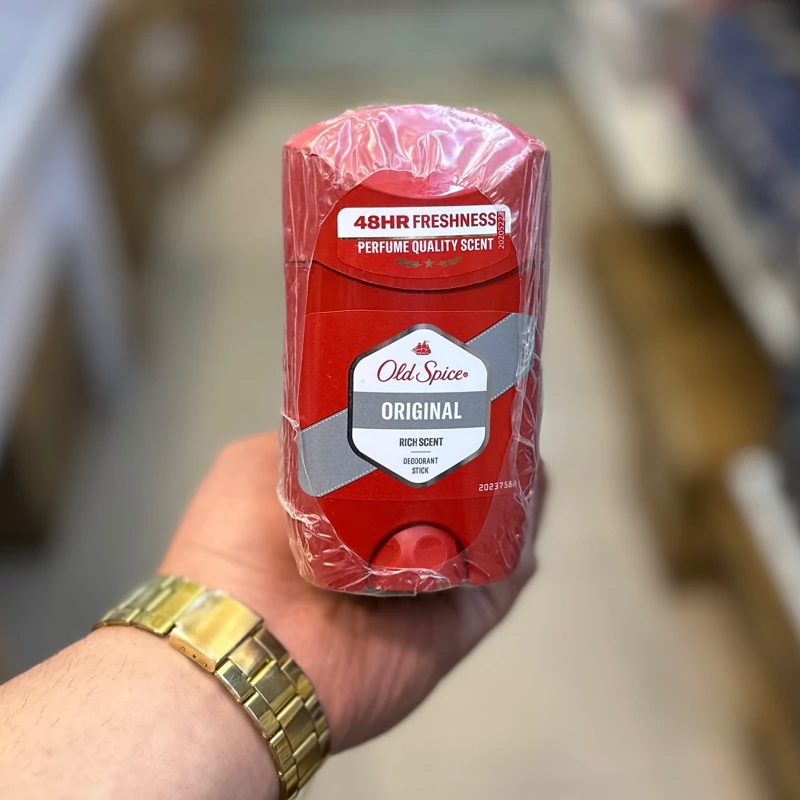 48HR FRESHNESS
PERFUME QUALITY SCENT
Old Spice®
ORIGINAL
RICH SCENT
DEODORANT
STICK